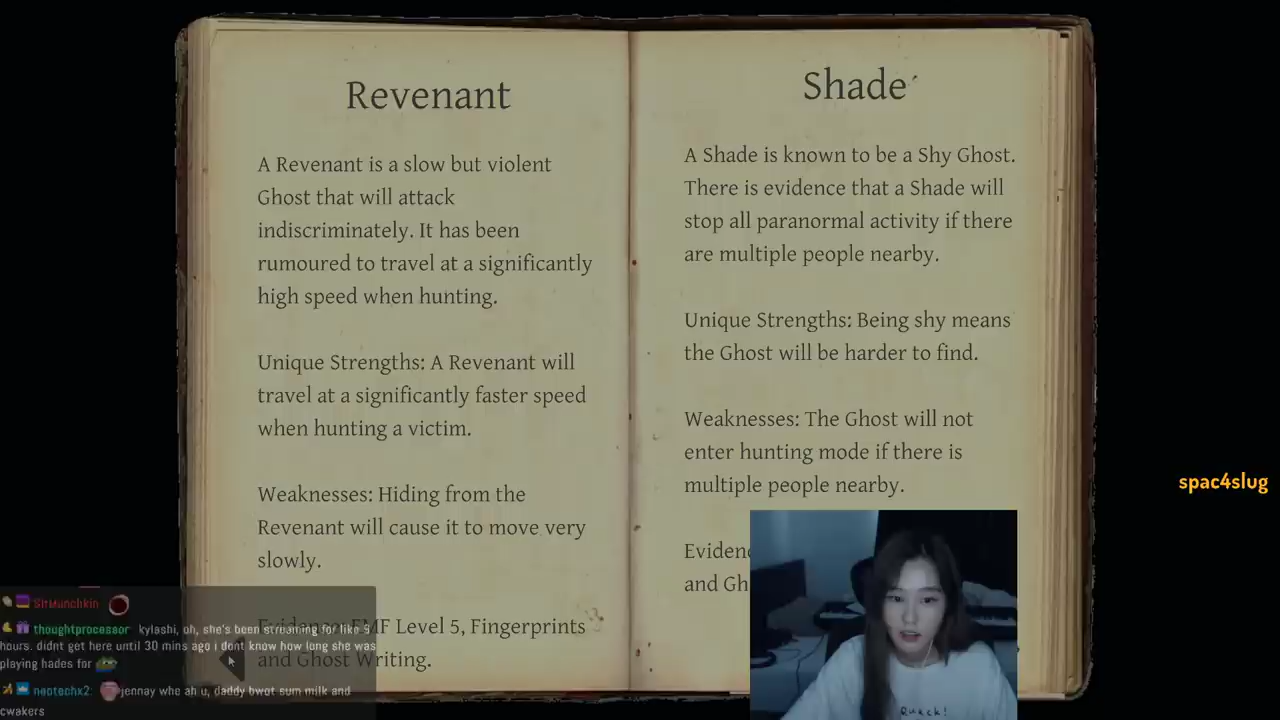 Revenant
A Revenant is a slow but violent
Ghost that will attack
indiscriminately. It has been
rumoured to travel at a significantly
high speed when hunting.
Unique Strengths: A Revenant will
travel at a significantly faster speed
when hunting a victim.
Weaknesses: Hiding from the
Revenant will cause it to move very
slowly.
Evidence: EMF Level 5, Fingerprints
and Ghost Writing.
Shade
A Shade is known to be a Shy Ghost.
There is evidence that a Shade will
stop all paranormal activity if there
are multiple people nearby.
Unique Strengths: Being shy means
the Ghost will be harder to find.
Weaknesses: The Ghost will not
enter hunting mode if there is
multiple people nearby.
Evidenc
and Gh
spac4slug
SirMunchkin
thoughtprocessor kylashi, oh, she's been streaming for like 9
hours. didnt get here until 30 mins ago i dont know how long she was
playing hades for
neotechx2: jennay whe ah u, daddy bwot sum milk and
cwakers
Quack!